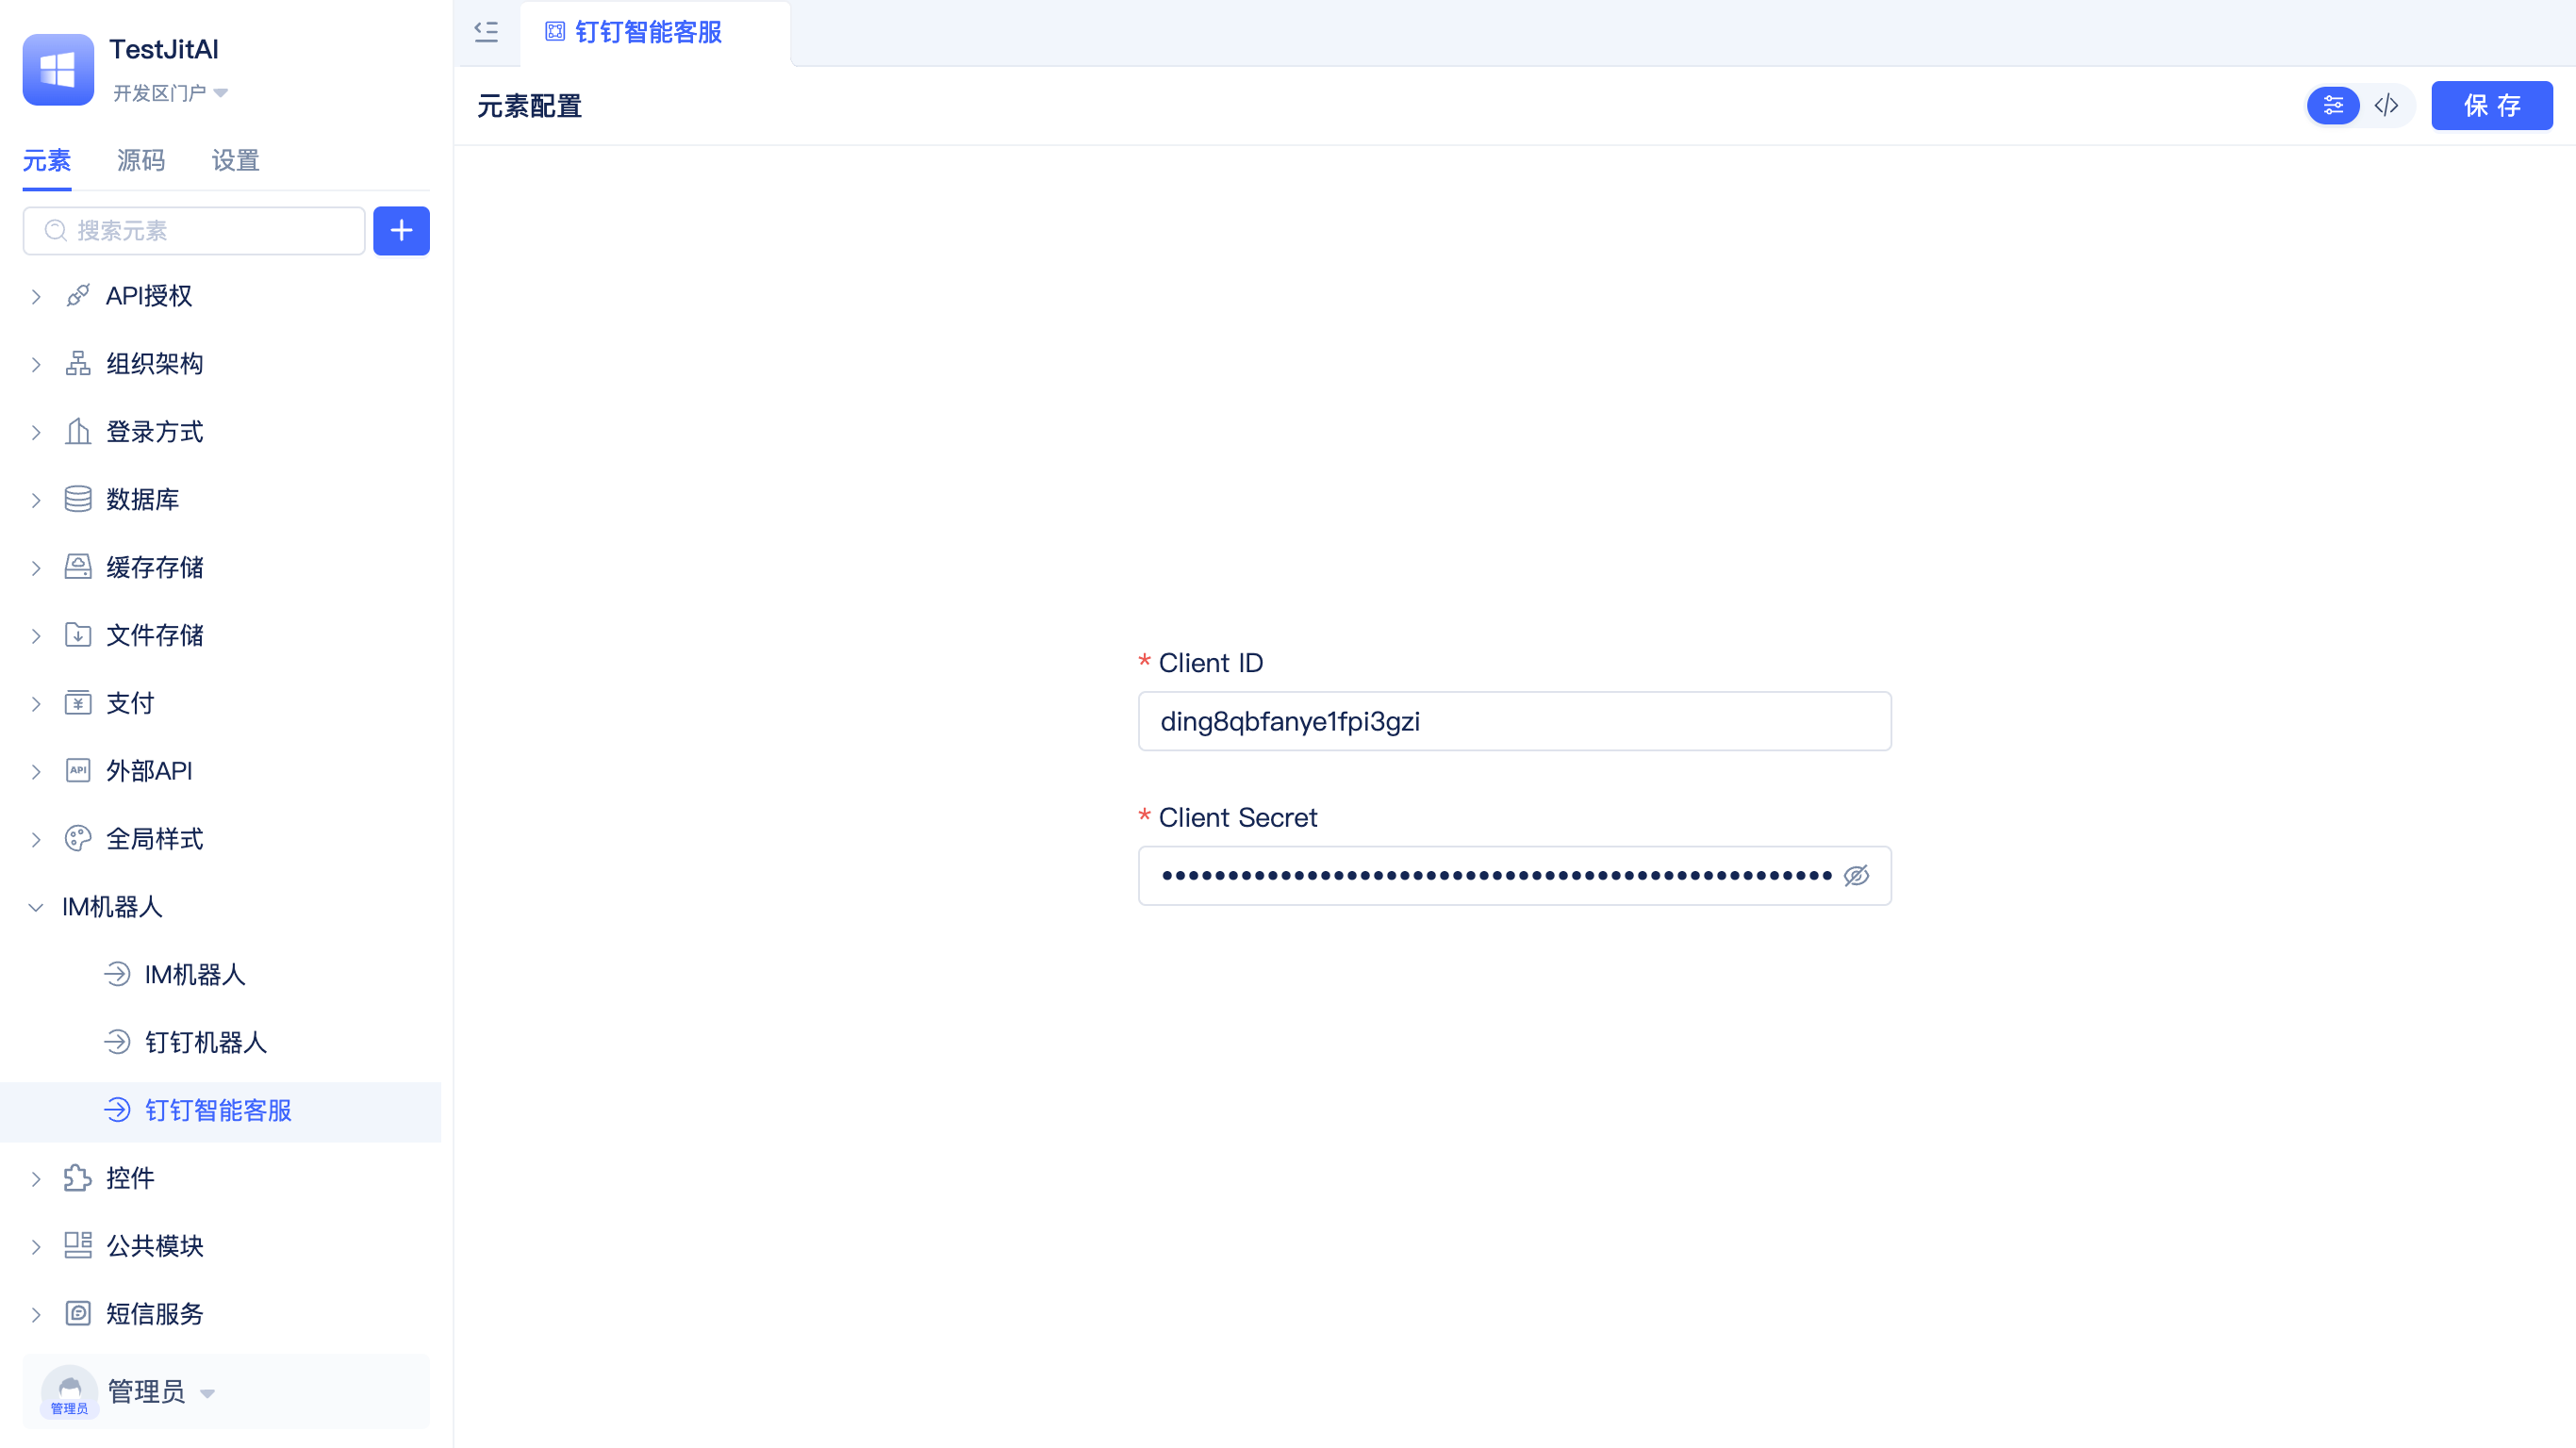 TestJitAI
开发区门户
元素 源码 设置
搜索元素
API授权
组织架构
登录方式
数据库
缓存存储
文件存储
支付
API 外部API
全局样式
IM机器人
IM机器人
钉钉机器人
钉钉智能客服
控件
公共模块
短信服务
管理员
管理员
钉钉智能客服
元素配置
保 存
* Client ID
ding8qbfanye1fpi3gzi
* Client Secret